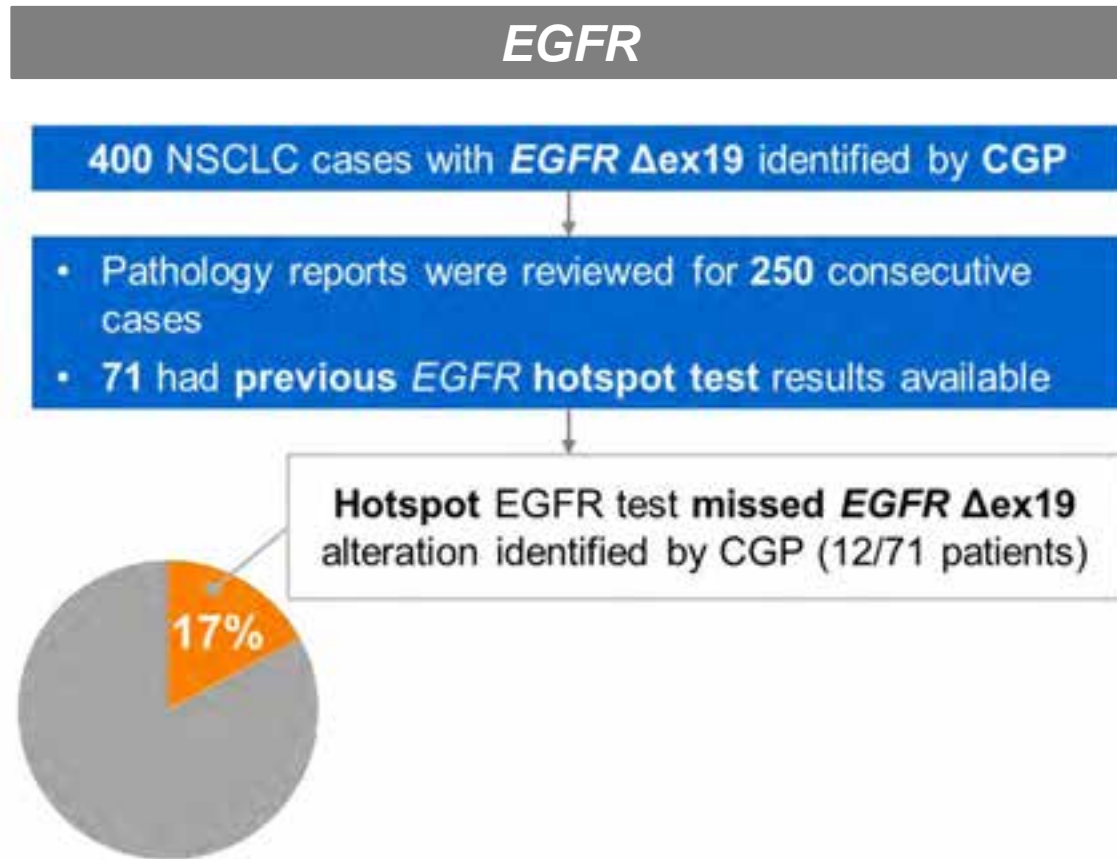 EGFR
400 NSCLC cases with EGFR Δex19 identified by CGP
• Pathology reports were reviewed for 250 consecutive
cases
• 71 had previous EGFR hotspot test results available
Hotspot EGFR test missed EGFR Δex19
alteration identified by CGP (12/71 patients)
17%